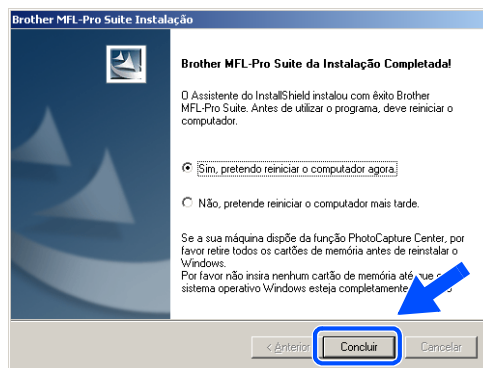 Brother MFL-Pro Suite Instalação
Brother MFL-Pro Suite da Instalação Completada!
O Assistente do InstallShield instalou com êxito Brother
MFL-Pro Suite. Antes de utilizar o programa, deve reiniciar o
computador.
Sim, pretendo reiniciar o computador agora.
Não, pretende reiniciar o computador mais tarde.
Se a sua máquina dispõe da função PhotoCapture Center, por
favor retire todos os cartões de memória antes de reinstalar o
Windows.
Por favor não insira nenhum cartão de memória até que o
sistema operativo Windows esteja completamente
< Anterior
Concluir
Cancelar